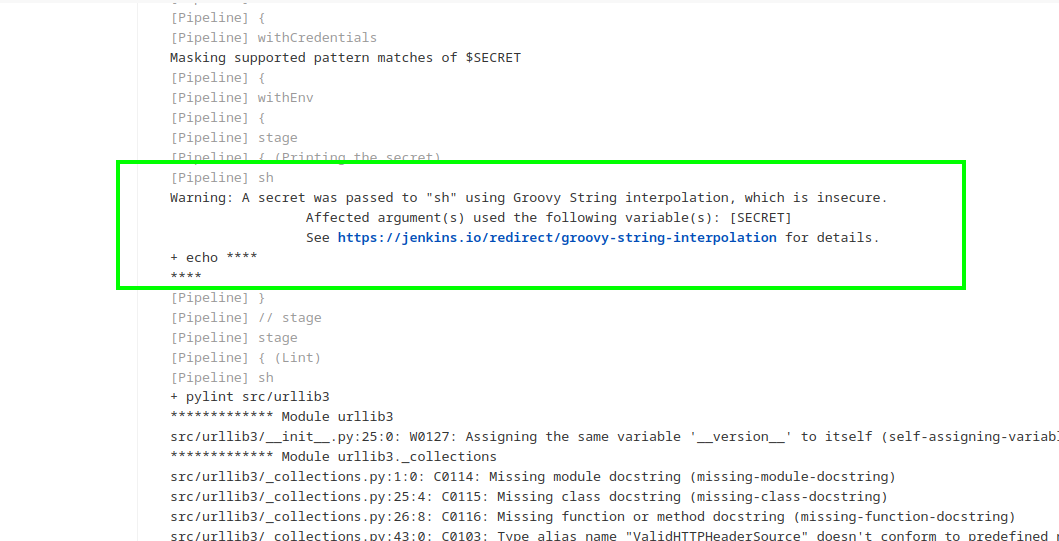 [Pipeline] {
[Pipeline] withCredentials
Masking supported pattern matches of $SECRET
[Pipeline] {
[Pipeline] withEnv
[Pipeline] {
[Pipeline] stage
[Pipeline] { (Printing the secret)
[Pipeline] sh
Warning: A secret was passed to "sh" using Groovy String interpolation, which is insecure.
Affected argument(s) used the following variable(s): [SECRET]
See https://jenkins.io/redirect/groovy-string-interpolation for details.
+ echo ****
****
[Pipeline] }
[Pipeline] // stage
[Pipeline] stage
[Pipeline] { (Lint)
[Pipeline] sh
+ pylint src/urllib3
************* Module urllib3
src/urllib3/__init__.py:25:0: W0127: Assigning the same variable '__version__' to itself (self-assigning-variabl
************* Module urllib3._collections
src/urllib3/_collections.py:1:0: C0114: Missing module docstring (missing-module-docstring)
src/urllib3/_collections.py:25:4: C0115: Missing class docstring (missing-class-docstring)
src/urllib3/_collections.py:26:8: C0116: Missing function or method docstring (missing-function-docstring)
src/urllib3/_collections.py:43:0: C0103: Type alias name "ValidHTTPHeaderSource" doesn't conform to predefined